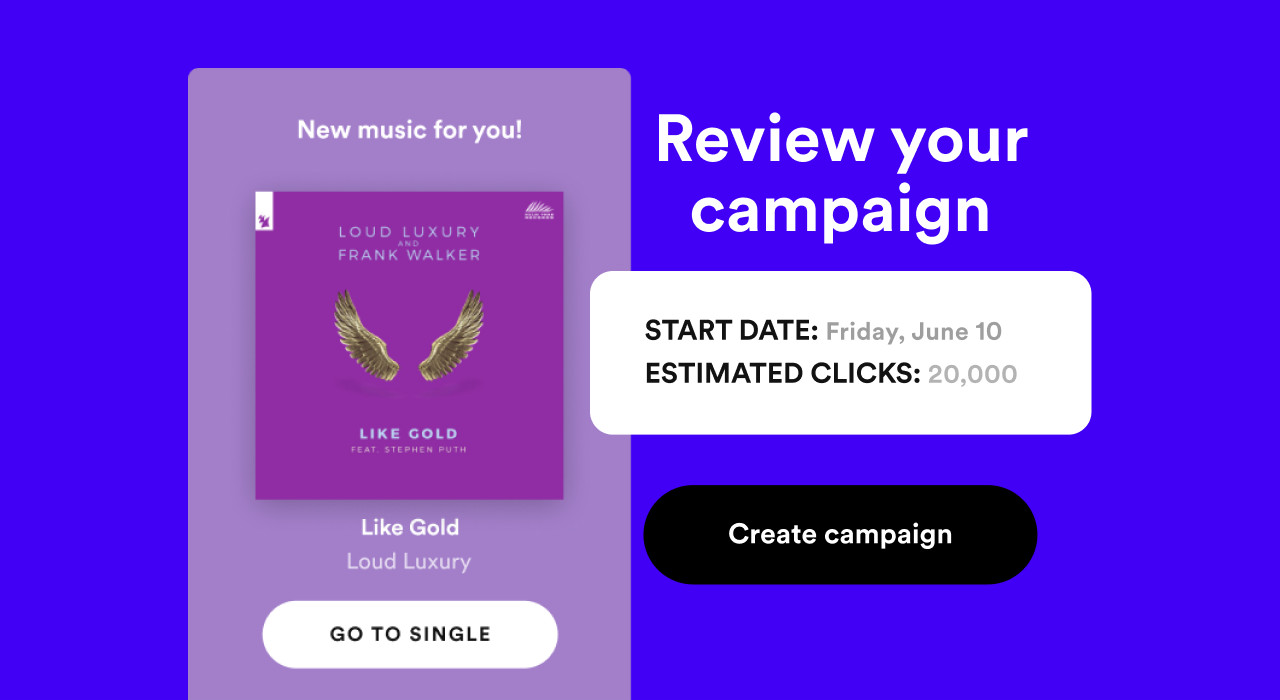 New music for you!
LOUD LUXURY
AND
FRANK WALKER
LIKE GOLD
FEAT. STEPHEN PUTH
Like Gold
Loud Luxury
GO TO SINGLE
Review your
campaign
START DATE: Friday, June 10
ESTIMATED CLICKS: 20,000
Create campaign